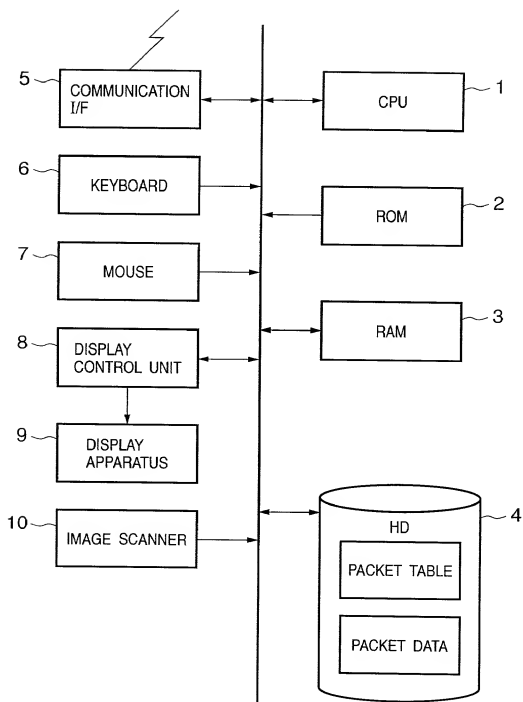 5
COMMUNICATION
I/F
1
CPU
6
KEYBOARD
2
ROM
7
MOUSE
3
RAM
8
DISPLAY
CONTROL UNIT
9
DISPLAY
APPARATUS
10
IMAGE SCANNER
4
HD
PACKET TABLE
PACKET DATA